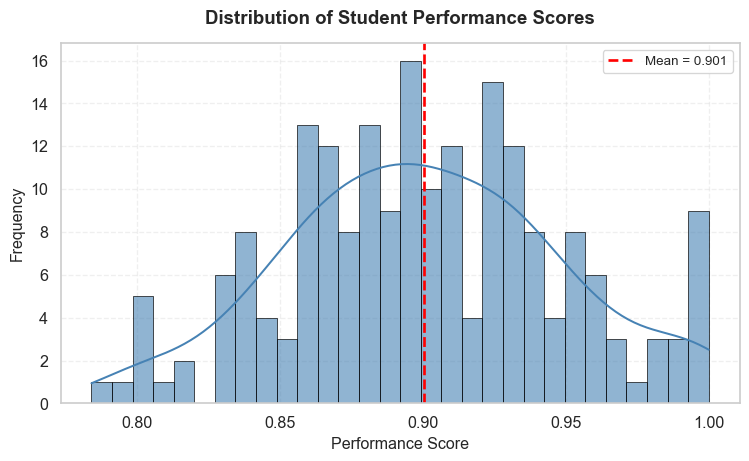 Distribution of Student Performance Scores
Mean = 0.901
Frequency
16
14
12
10
8
6
4
2
0
0.80 0.85 0.90 0.95 1.00
Performance Score